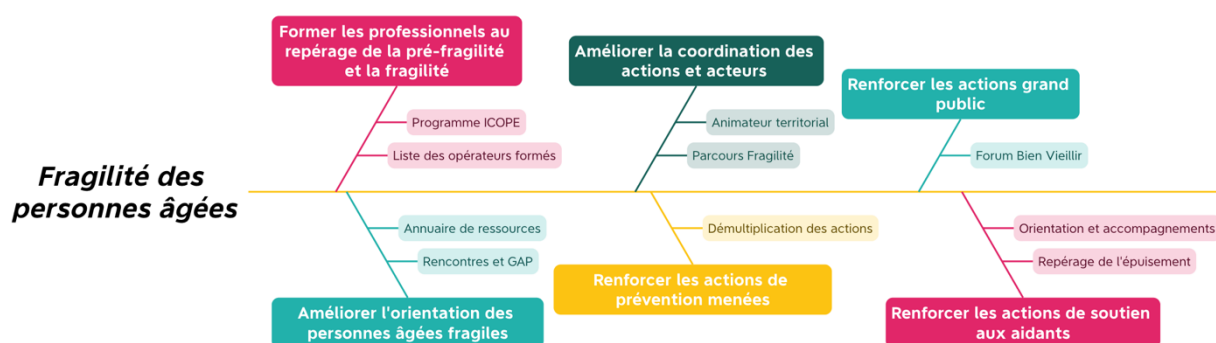 Former les professionnels au
repérage de la pré-fragilité
et la fragilité
Programme ICOPE
Liste des opérateurs formés
Améliorer la coordination des
actions et acteurs
Animateur territorial
Parcours Fragilité
Renforcer les actions grand
public
Forum Bien Vieillir
Fragilité des
personnes âgées
Annuaire de ressources
Rencontres et GAP
Améliorer l'orientation des
personnes âgées fragiles
Démultiplication des actions
Renforcer les actions de
prévention menées
Orientation et accompagnements
Repérage de l'épuisement
Renforcer les actions de soutien
aux aidants